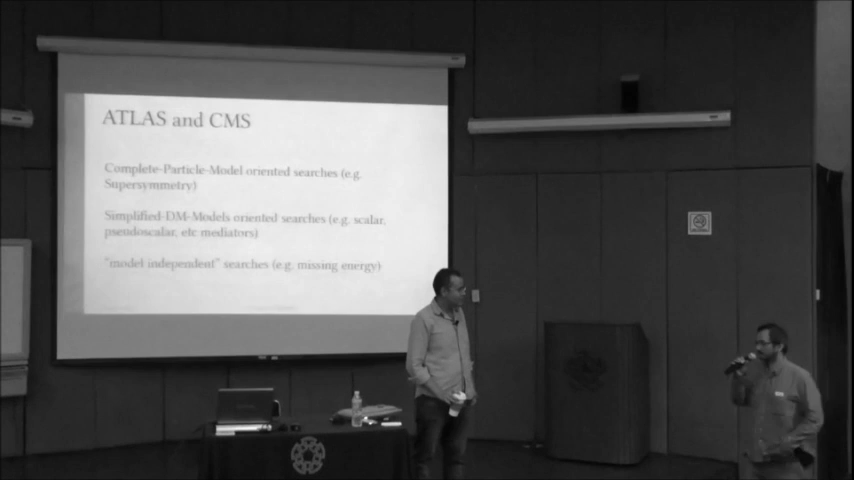 ATLAS and CMS
Complete-Particle-Model oriented searches (e.g.
Supersymmetry)
Simplified-DM-Models oriented searches (e.g. scalar,
pseudoscalar, etc mediators)
"model independent" searches (e.g. missing energy)